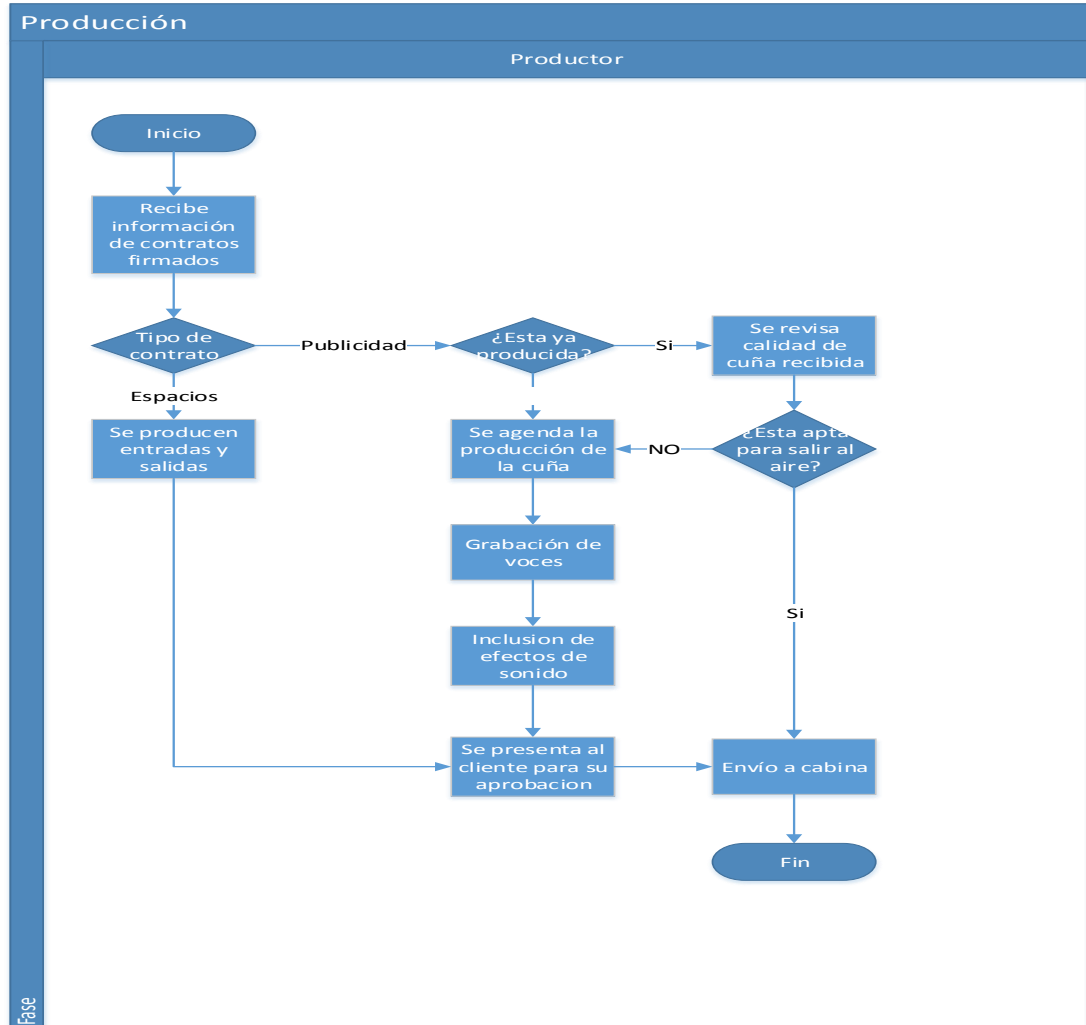 Producción
Productor
Inicio
Recibe
información
de contratos
firmados
Tipo de
contrato
Publicidad
¿Esta ya
producida?
Si
Se revisa
calidad de
cuña recibida
Espacios
Se producen
entradas y
salidas
Se agenda la
producción de
la cuña
NO
¿Esta apta
para salir al
aire?
Grabación de
voces
Si
Inclusion de
efectos de
sonido
Se presenta al
cliente para su
aprobacion
Envío a cabina
Fin
Fase